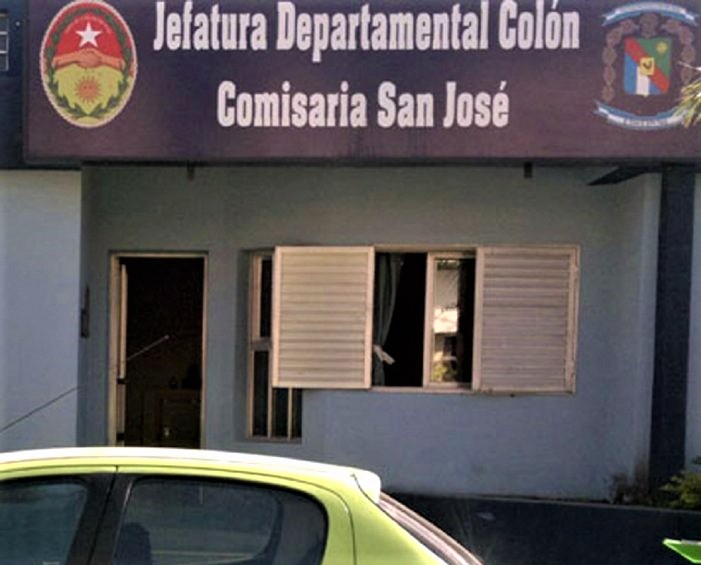 Jefatura Departamental Colón
Comisaria San José